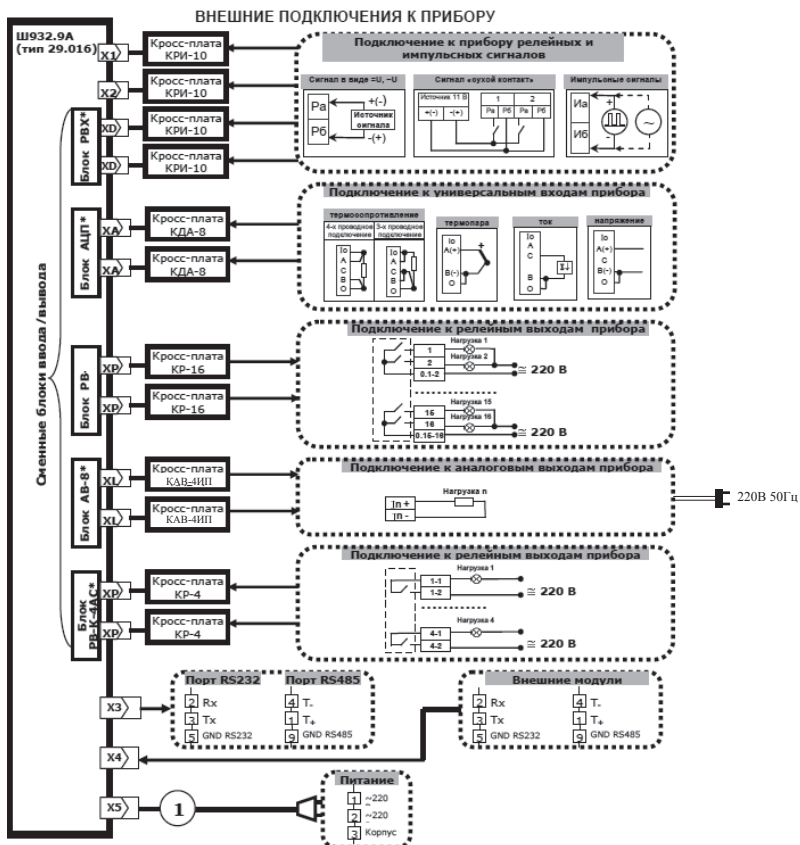 ВНЕШНИЕ ПОДКЛЮЧЕНИЯ К ПРИБОРУ
Ш932.9А
(тип 29.016)
Сменные блоки ввода/вывода
Блок РВХ*
Блок АЦП*
Блок РВ-
Блок АВ-8*
Блок
РВ-К-4АС*
X1
Кросс-плата
КРИ-10
X2
Кросс-плата
КРИ-10
XD
Кросс-плата
КРИ-10
XD
Кросс-плата
КРИ-10
Подключение к прибору релейных и
импульсных сигналов
Сигнал в виде =U, ~U
Ра
Рб
+(-)
Источник
сигнала
-(+)
Сигнал «сухой контакт»
Источник 11 В
1
2
+(-)
-(+)
Ра
Рб
Ра
Рб
Импульсные сигналы
Иа
Иб
+
-
~
XA
Кросс-плата
КДА-8
XA
Кросс-плата
КДА-8
Подключение к универсальным входам прибора
термосопротивление
4-х проводное
подключение
3-х проводное
подключение
Io
A
C
B
O
Io
A
C
B
O
термопара
Io
A(+)
C
B(-)
O
+
ток
Io
A
C
B
O
I↓
напряжение
Io
A(+)
C
B(-)
O
XP
Кросс-плата
КР-16
XP
Кросс-плата
КР-16
Подключение к релейным выходам прибора
1
2
0.1-2
Нагрузка 1
Нагрузка 2
≅ 220 В
15
16
0.15-16
Нагрузка 15
Нагрузка 16
≅ 220 В
XL
Кросс-плата
КАВ-4ИП
XL
Кросс-плата
КАВ-4ИП
Подключение к аналоговым выходам прибора
Jn +
Jn -
Нагрузка n
220В 50Гц
XP
Кросс-плата
КР-4
XP
Кросс-плата
КР-4
Подключение к релейным выходам прибора
1-1
1-2
Нагрузка 1
≅ 220 В
4-1
4-2
Нагрузка 4
≅ 220 В
X3
Порт RS232
2 Rx
3 Tx
5 GND RS232
Порт RS485
4 T-
1 T+
9 GND RS485
Внешние модули
2 Rx
3 Tx
5 GND RS232
4 T-
1 T+
9 GND RS485
X4
X5
1
Питание
1 ~220
2 ~220
3 Корпус